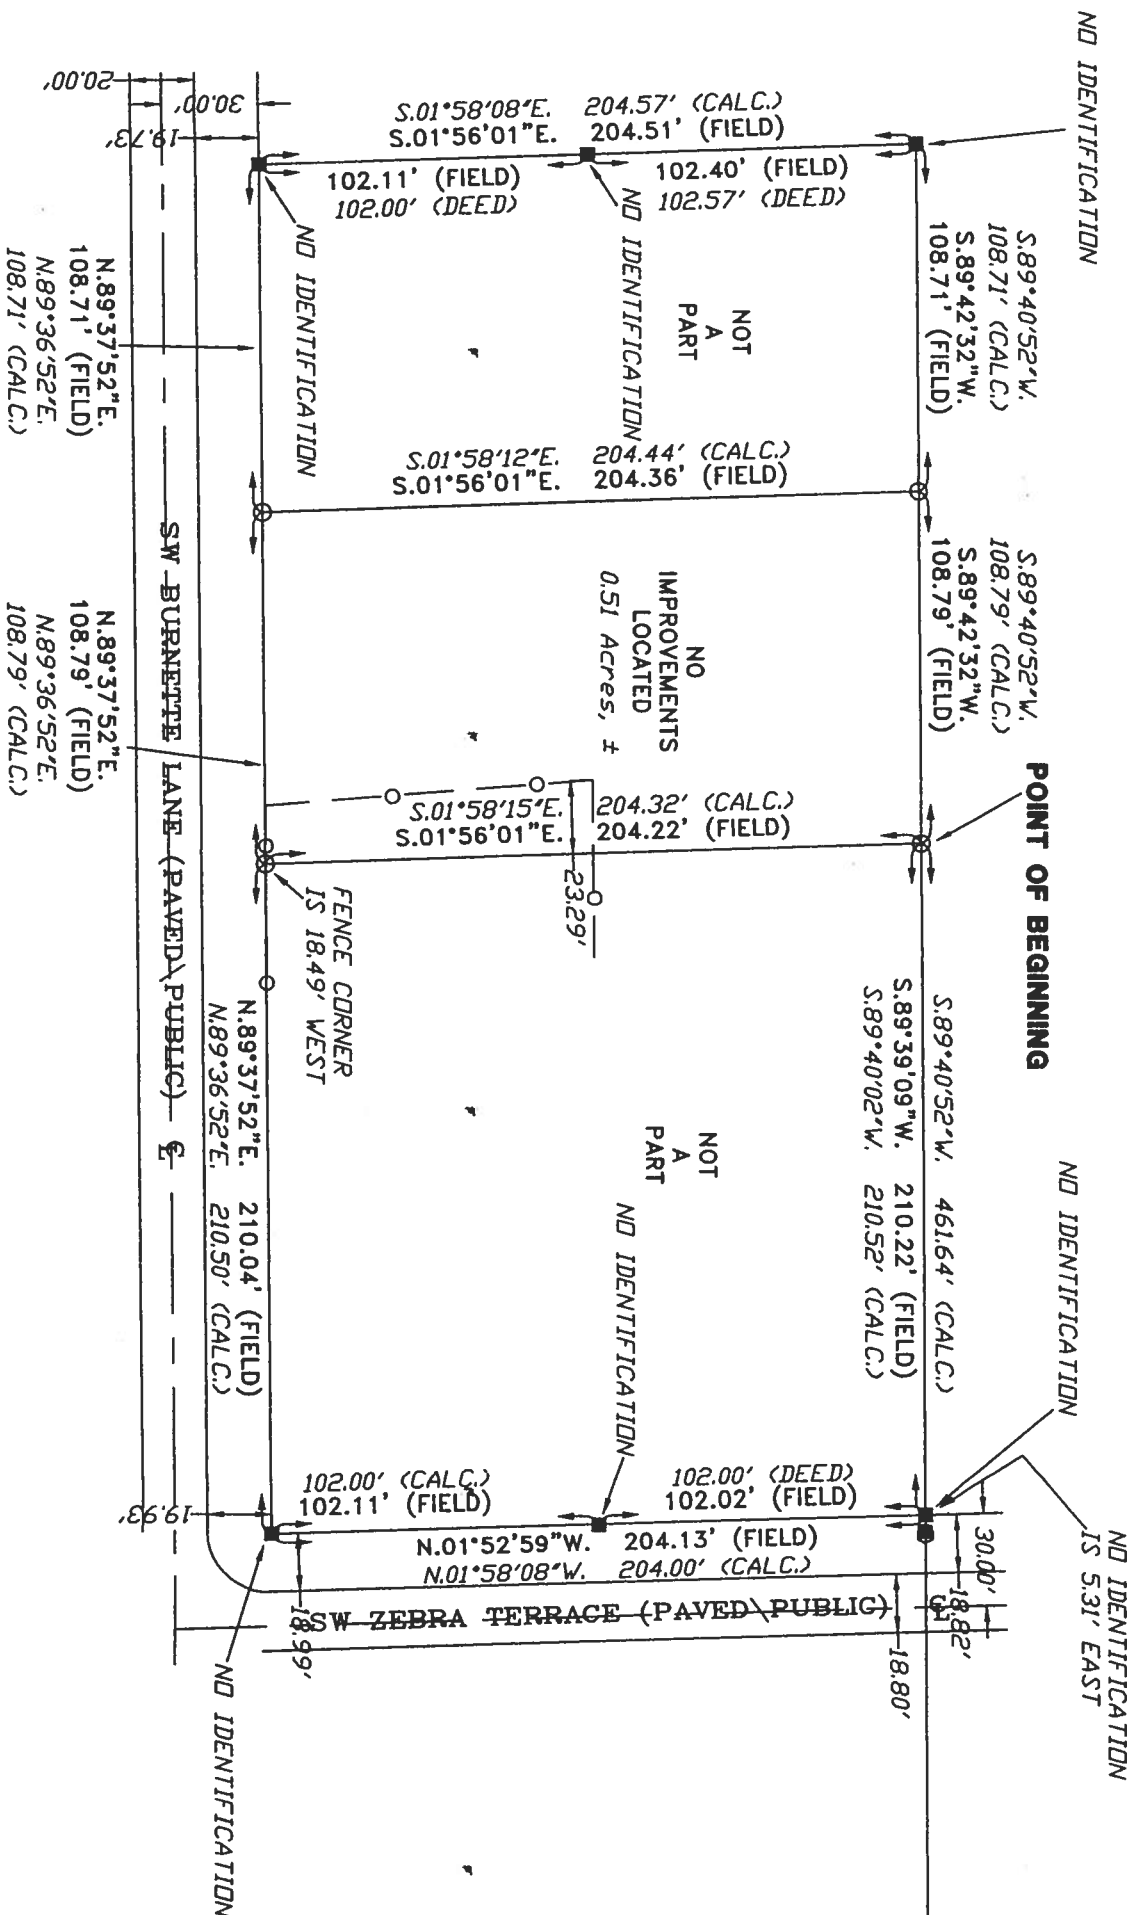 NO IDENTIFICATION
S.89°40'52"W.
108.71' (CALC.)
S.89°42'32"W.
108.71' (FIELD)
S.89°40'52"W.
108.79' (CALC.)
S.89°42'32"W.
108.79' (FIELD)
POINT OF BEGINNING
S.89°40'52"W. 461.64' (CALC.)
S.89°39'09"W. 210.22' (FIELD)
S.89°40'02"W. 210.52' (CALC.)
NO IDENTIFICATION
NO IDENTIFICATION
IS 5.31' EAST
30.00'
18.82'
℄
18.80'
S.01°58'08"E. 204.57' (CALC.)
S.01°56'01"E. 204.51' (FIELD)
102.40' (FIELD)
102.57' (DEED)
102.11' (FIELD)
102.00' (DEED)
NO IDENTIFICATION
NO IDENTIFICATION
NOT
A
PART
S.01°58'12"E. 204.44' (CALC.)
S.01°56'01"E. 204.36' (FIELD)
NO
IMPROVEMENTS
LOCATED
0.51 Acres, ±
S.01°58'15"E. 204.32' (CALC.)
S.01°56'01"E. 204.22' (FIELD)
23.29'
FENCE CORNER
IS 18.49' WEST
NOT
A
PART
NO IDENTIFICATION
102.00' (DEED)
102.02' (FIELD)
102.00' (CALC.)
102.11' (FIELD)
N.01°52'59"W. 204.13' (FIELD)
N.01°58'08"W. 204.00' (CALC.)
SW ZEBRA TERRACE (PAVED\PUBLIC)
18.99'
NO IDENTIFICATION
20.00'
30.00'
19.73'
N.89°37'52"E.
108.71' (FIELD)
N.89°36'52"E.
108.71' (CALC.)
N.89°37'52"E.
108.79' (FIELD)
N.89°36'52"E.
108.79' (CALC.)
N.89°37'52"E. 210.04' (FIELD)
N.89°36'52"E. 210.50' (CALC.)
SW BURNETTE LANE (PAVED\PUBLIC) ℄
19.93'